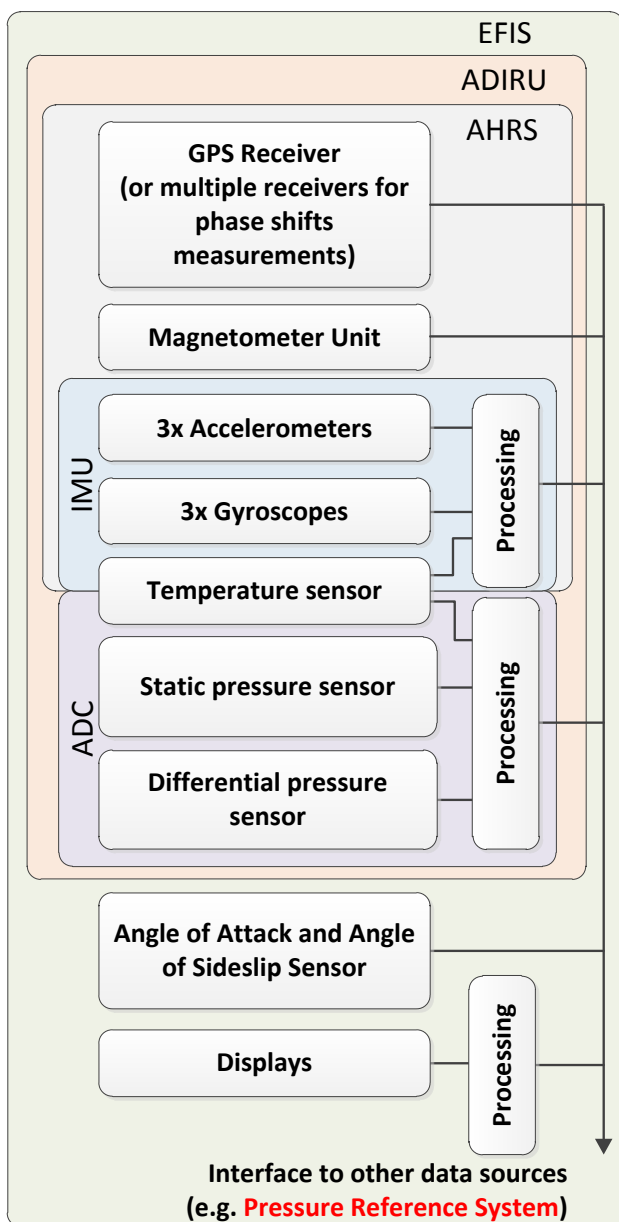 EFIS
ADIRU
AHRS
GPS Receiver
(or multiple receivers for
phase shifts
measurements)
Magnetometer Unit
IMU
3x Accelerometers
3x Gyroscopes
Processing
Temperature sensor
ADC
Static pressure sensor
Differential pressure
sensor
Processing
Angle of Attack and Angle
of Sideslip Sensor
Displays
Processing
Interface to other data sources
(e.g. Pressure Reference System)